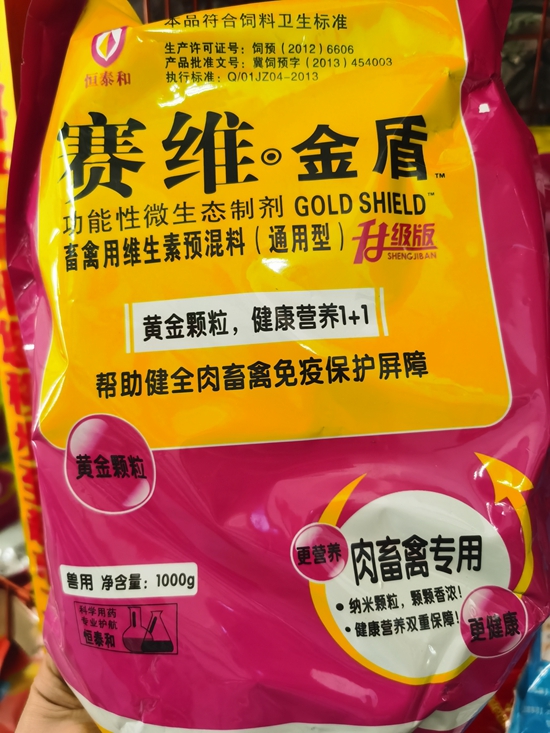 本品符合饲料卫生标准
生产许可证号：饲预（2012）6606
产品批准文号：冀饲预字（2013）454003
执行标准：Q/01JZ04-2013
恒泰和
赛维·金盾™
功能性微生态制剂 GOLD SHIELD™
畜禽用维生素预混料（通用型）升级版
SHENGJIBAN
黄金颗粒，健康营养1+1
帮助健全肉畜禽免疫保护屏障
黄金颗粒
更营养
肉畜禽专用
• 纳米颗粒，颗颗香浓！
• 健康营养双重保障！
更健康
兽用 净含量：1000g
科学用药
专业护航
恒泰和